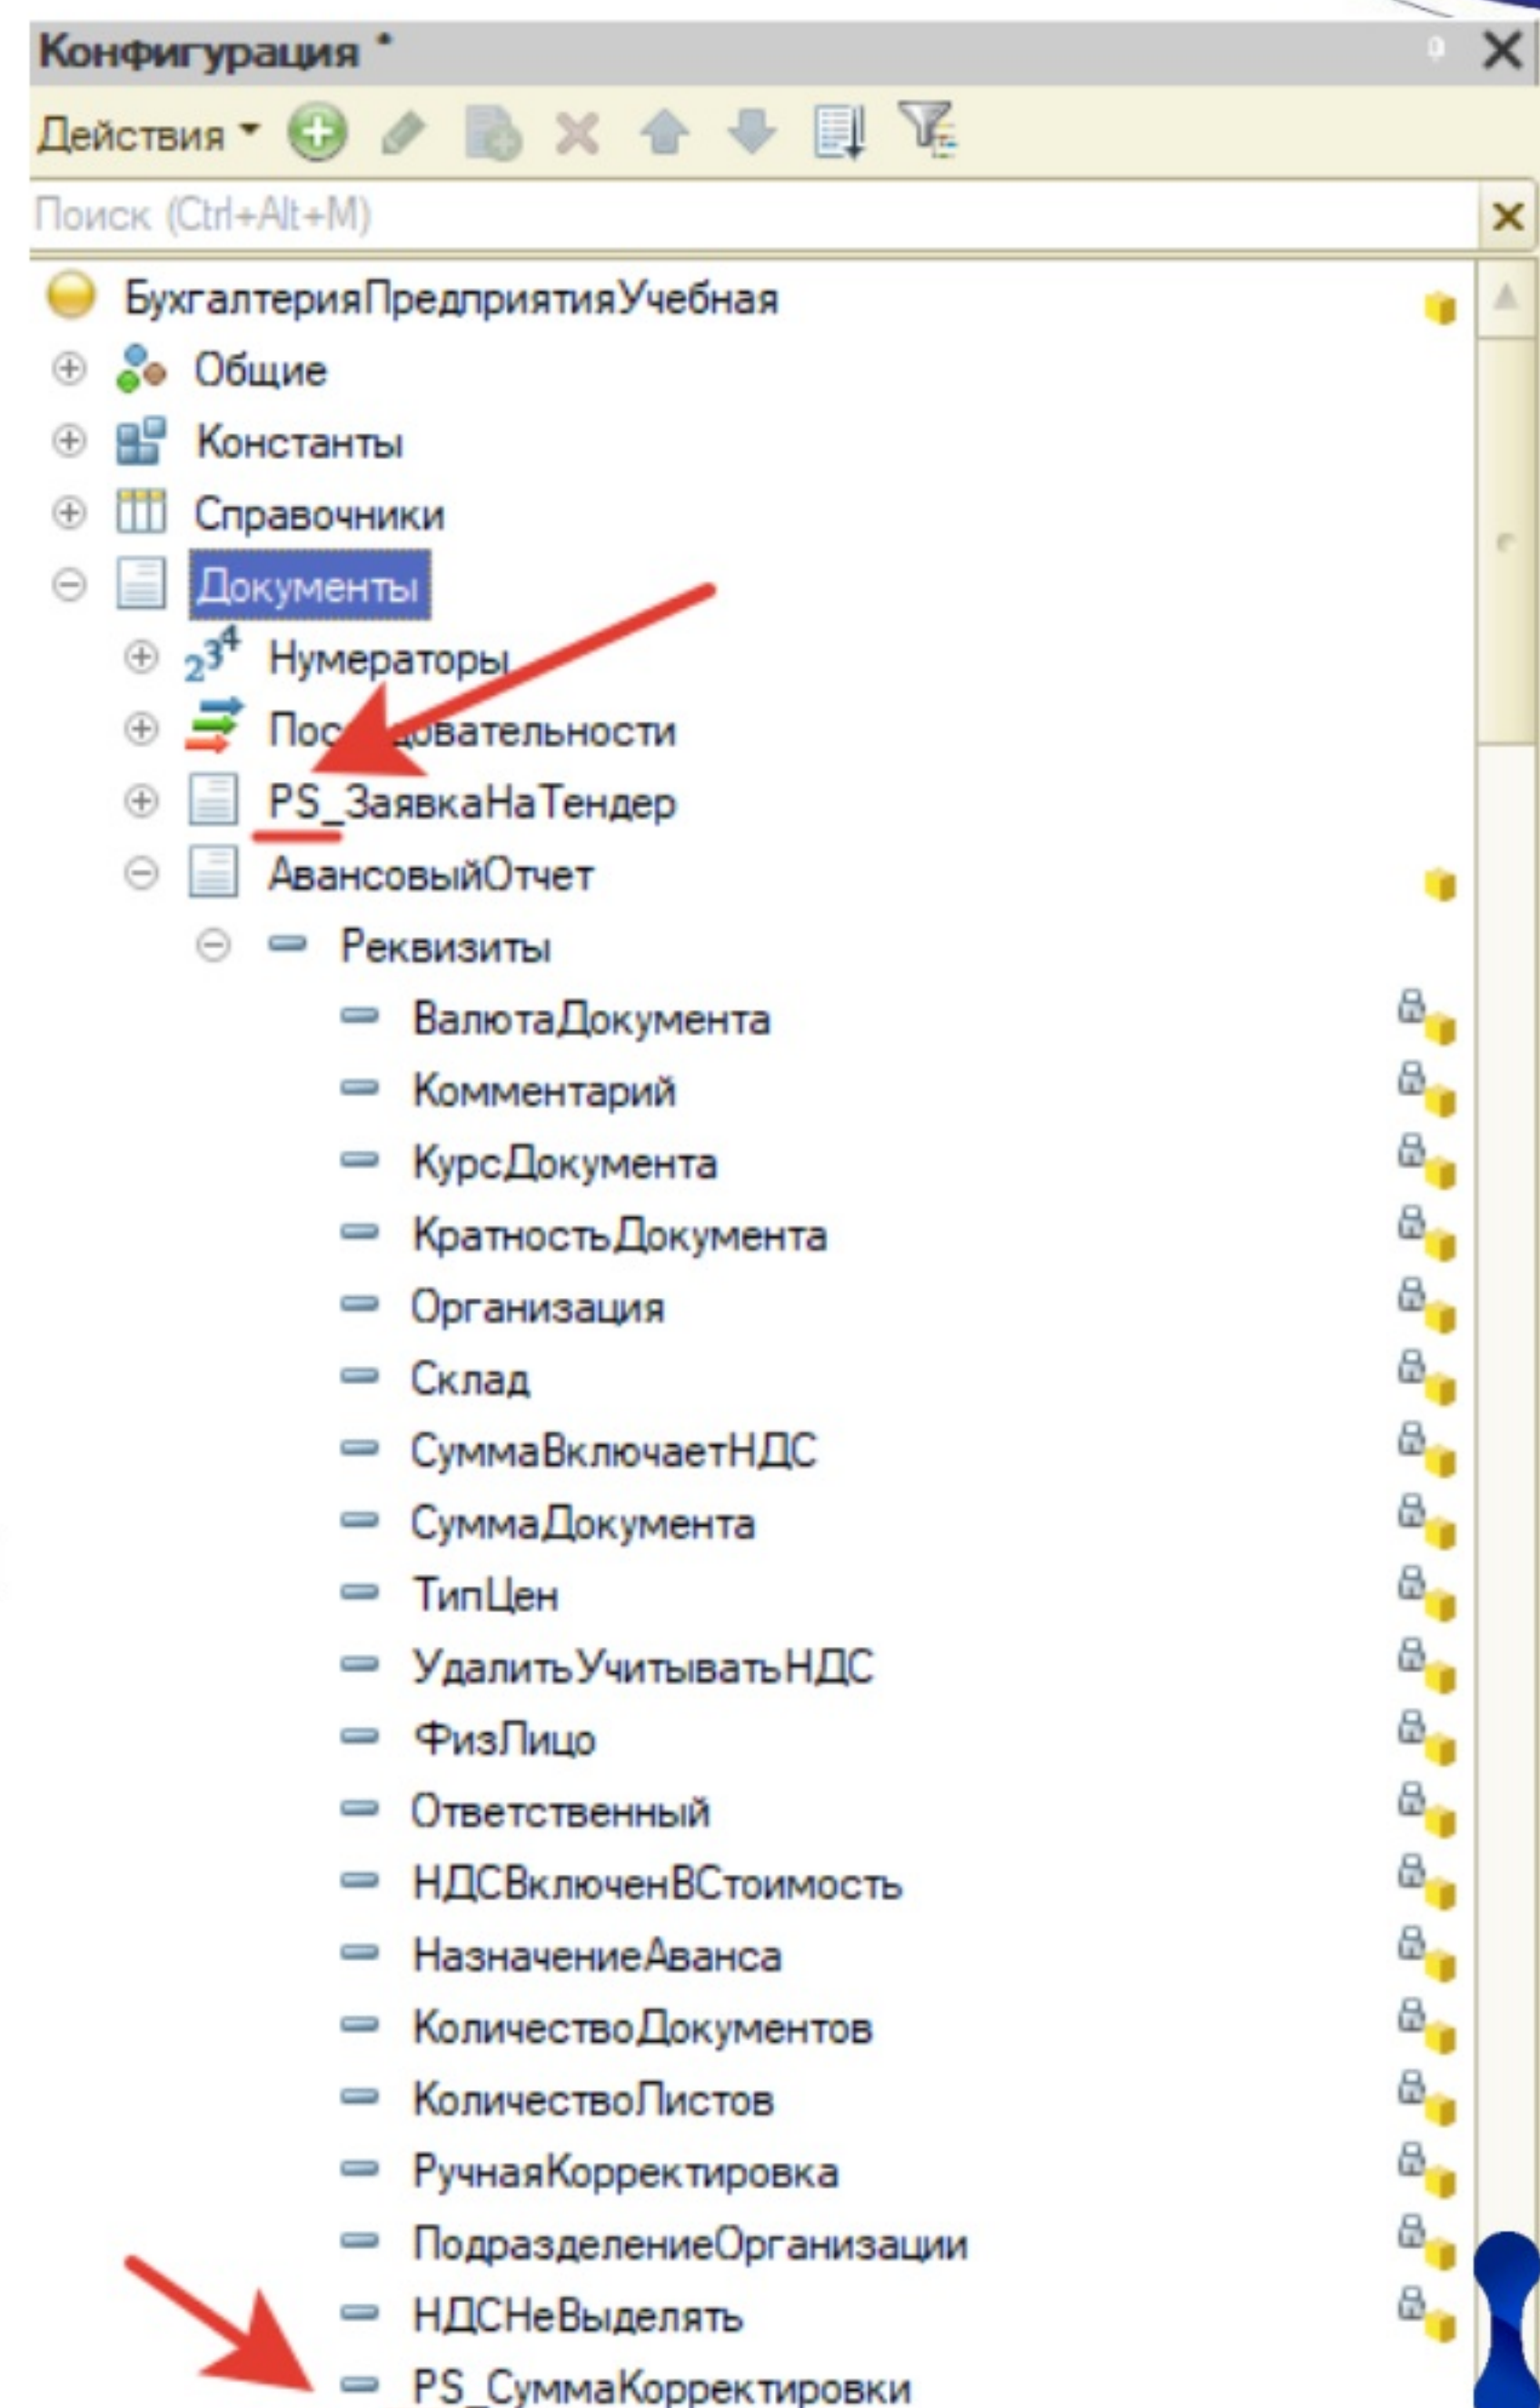 Конфигурация *
Действия
Поиск (Ctrl+Alt+M)
БухгалтерияПредприятияУчебная
Общие
Константы
Справочники
Документы
Нумераторы
PS_ЗаявкаНаТендер
АвансовыйОтчет
Реквизиты
ВалютаДокумента
Комментарий
КурсДокумента
КратностьДокумента
Организация
Склад
СуммаВключаетНДС
СуммаДокумента
ТипЦен
УдалитьУчитыватьНДС
ФизЛицо
Ответственный
НДСВключенВСтоимость
НазначениеАванса
КоличествоДокументов
КоличествоЛистов
РучнаяКорректировка
ПодразделениеОрганизации
НДСНеВыделять
PS_СуммаКорректировки